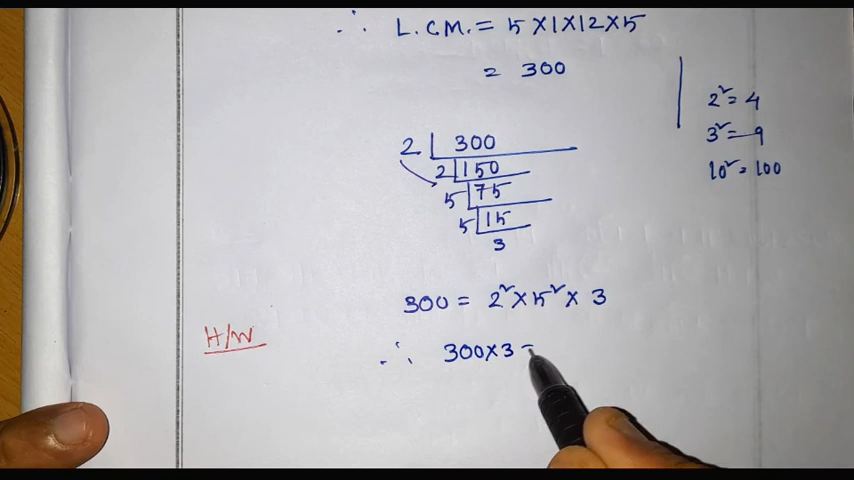 ∴ L.C.M. = 5 X 1 X 12 X 5
= 300
2² = 4
3² = 9
10² = 100
2 | 300
2 | 150
5 | 75
5 | 15
3
300 = 2² X 5² X 3
H/W
∴ 300 X 3 =